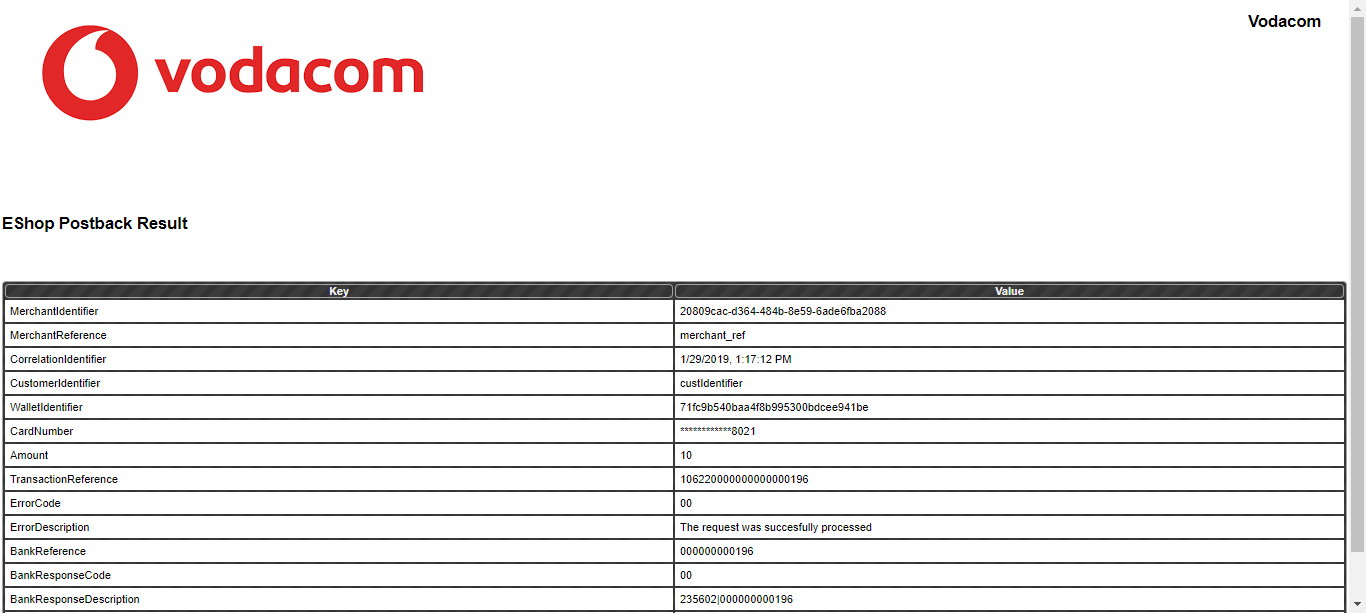 Vodacom
vodacom
EShop Postback Result
Key Value
MerchantIdentifier 20809cac-d364-484b-8e59-6ade6fba2088
MerchantReference merchant_ref
CorrelationIdentifier 1/29/2019, 1:17:12 PM
CustomerIdentifier custIdentifier
WalletIdentifier 71fc9b540baa4f8b995300bdcee941be
CardNumber ************8021
Amount 10
TransactionReference 106220000000000000196
ErrorCode 00
ErrorDescription The request was succesfully processed
BankReference 000000000196
BankResponseCode 00
BankResponseDescription 235602|000000000196